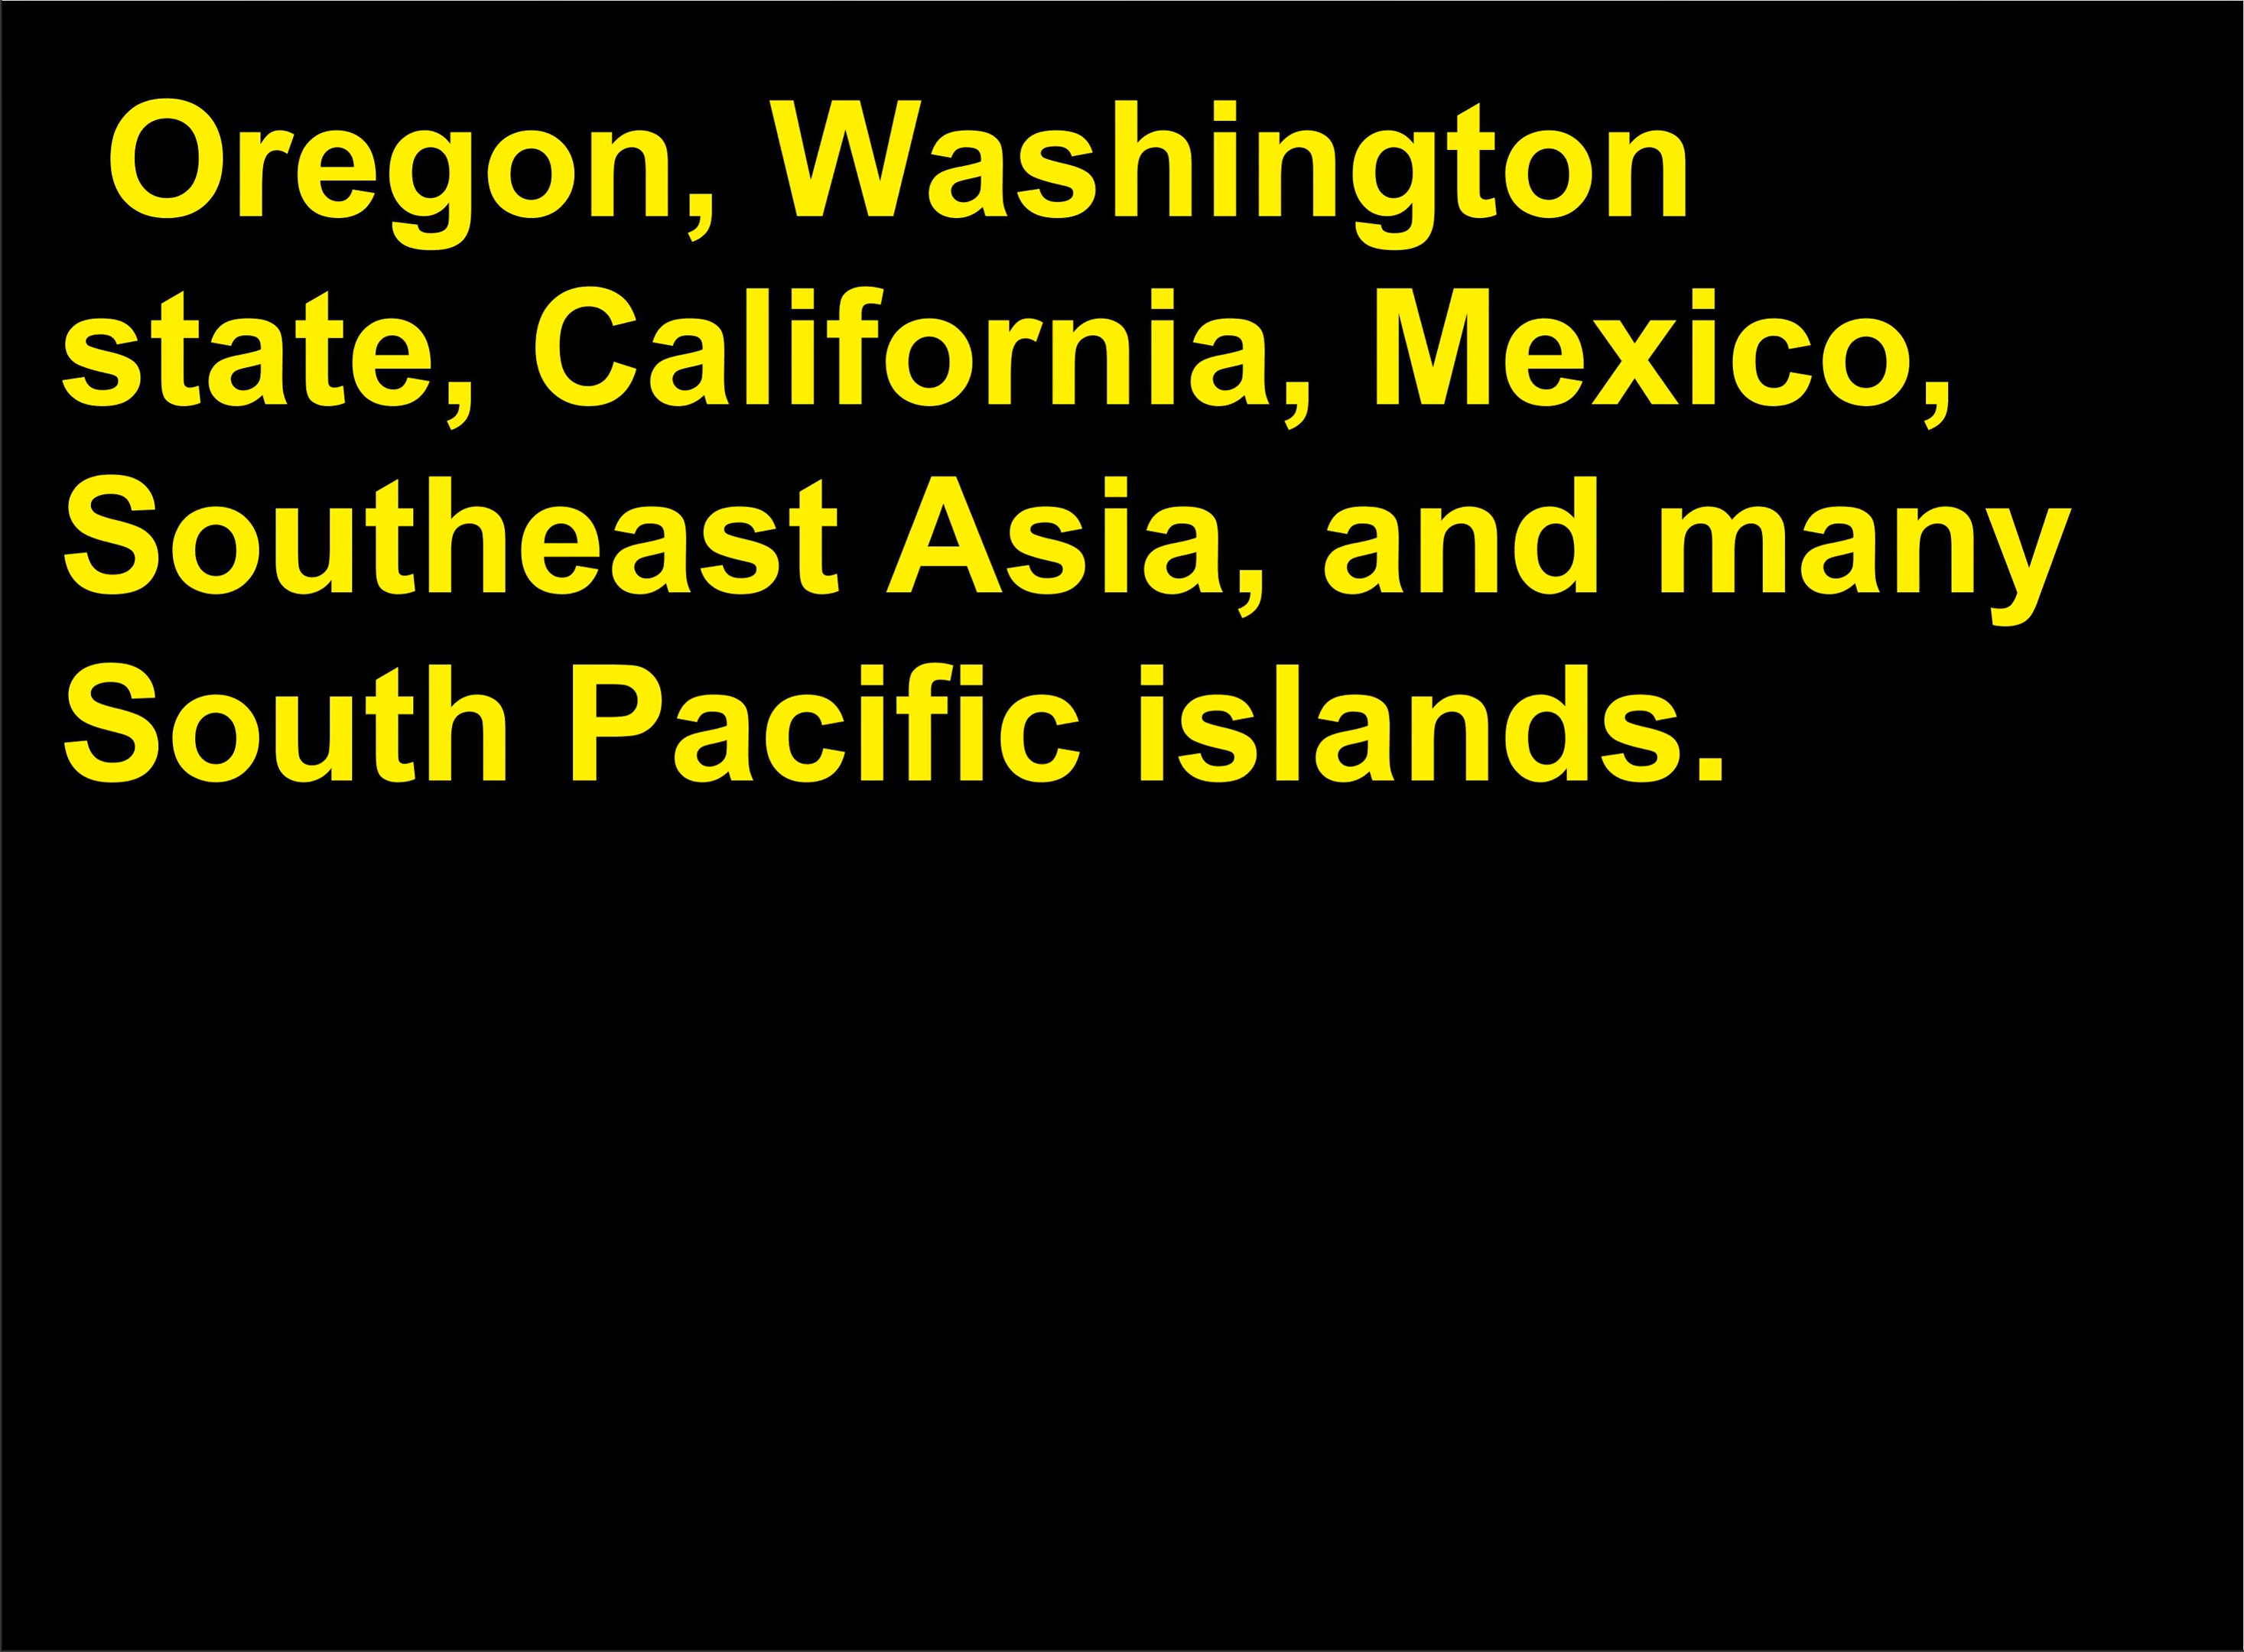 Oregon, Washington
state, California, Mexico,
Southeast Asia, and many
South Pacific islands.